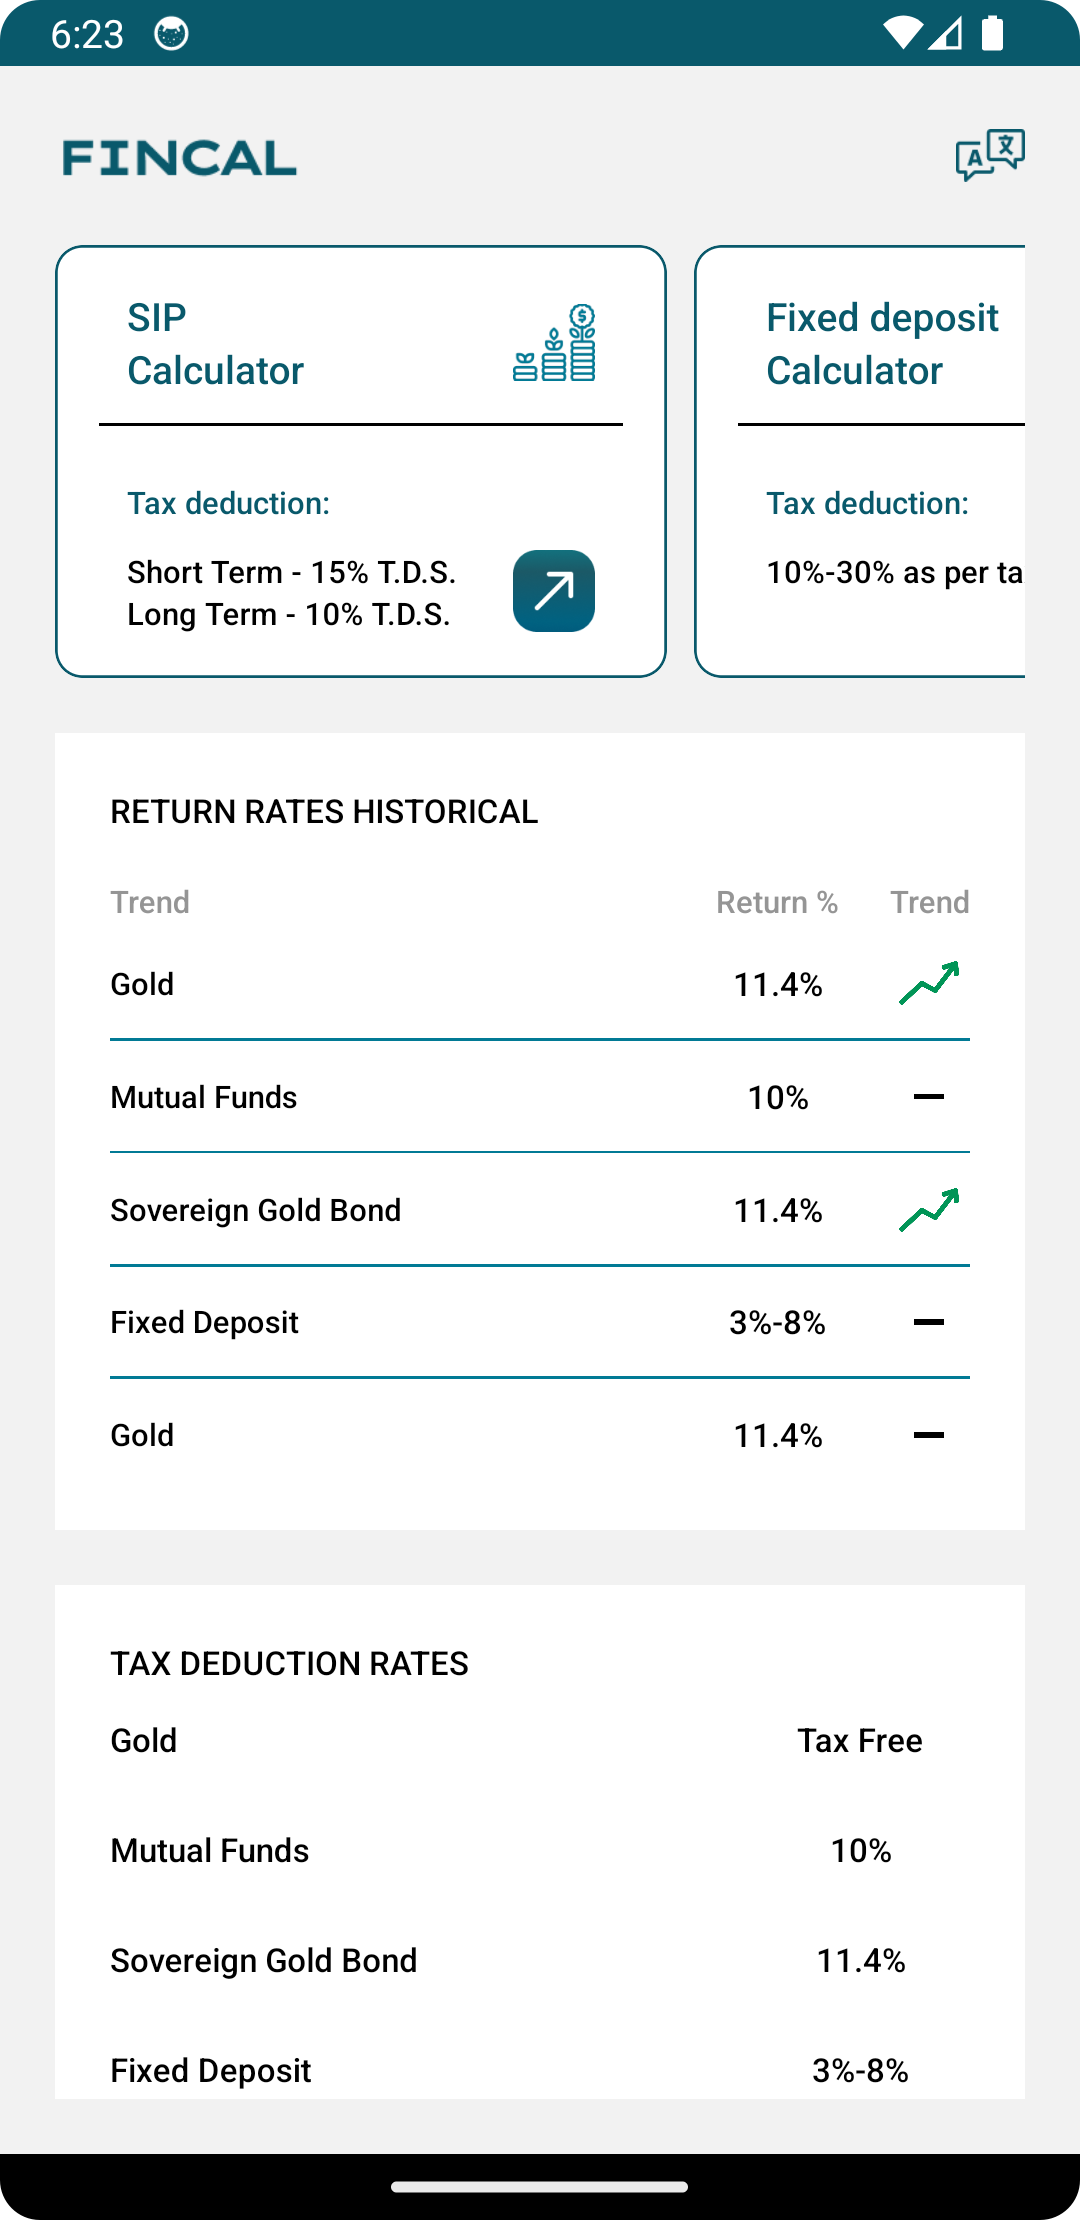 6:23
FINCAL
A 文
SIP
Calculator
Tax deduction:
Short Term - 15% T.D.S.
Long Term - 10% T.D.S.
Fixed deposit
Calculator
Tax deduction:
10%-30% as per ta
RETURN RATES HISTORICAL
Trend Return % Trend
Gold 11.4%
Mutual Funds 10%
Sovereign Gold Bond 11.4%
Fixed Deposit 3%-8%
Gold 11.4%
TAX DEDUCTION RATES
Gold Tax Free
Mutual Funds 10%
Sovereign Gold Bond 11.4%
Fixed Deposit 3%-8%